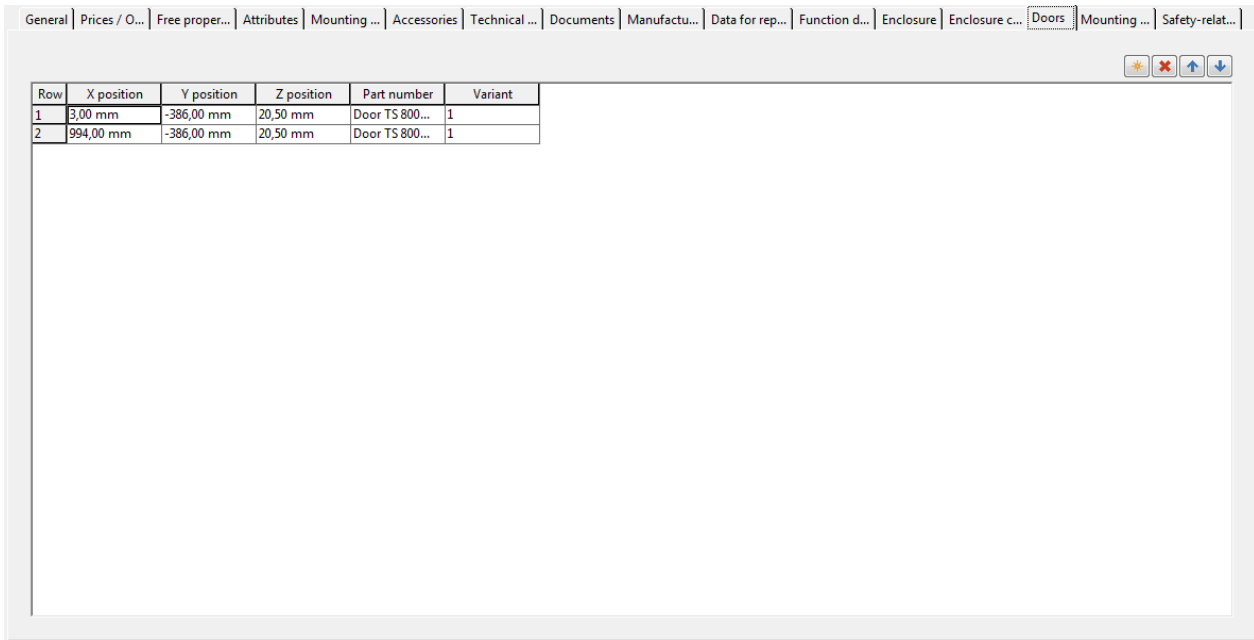 General Prices / O... Free proper... Attributes Mounting ... Accessories Technical ... Documents Manufactu... Data for rep... Function d... Enclosure Enclosure c... Doors Mounting ... Safety-relat...
Row X position Y position Z position Part number Variant
1 3,00 mm -386,00 mm 20,50 mm Door TS 800... 1
2 994,00 mm -386,00 mm 20,50 mm Door TS 800... 1